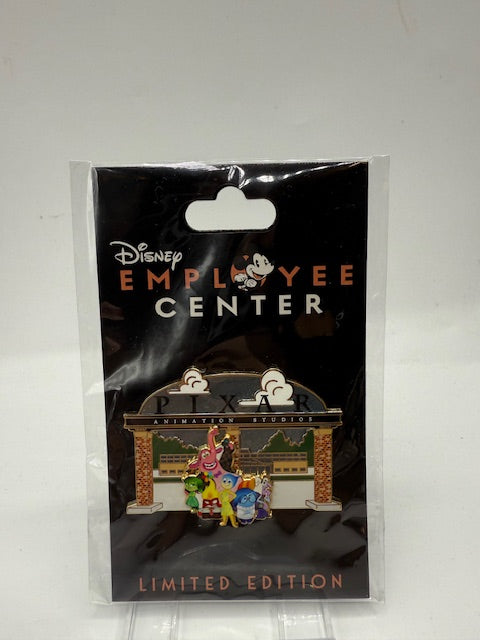 Disney
EMPLOYEE
CENTER
PIXAR
ANIMATION STUDIOS
LIMITED EDITION